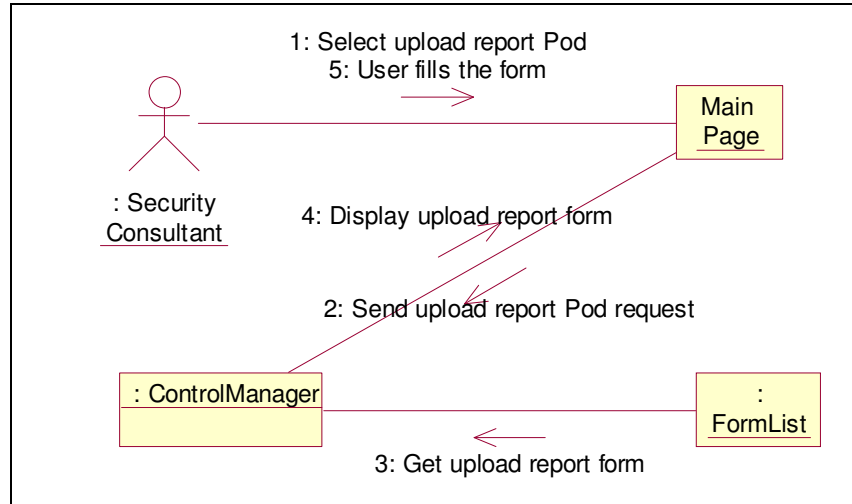 1: Select upload report Pod
5: User fills the form
Main
Page
: Security
Consultant
4: Display upload report form
2: Send upload report Pod request
: ControlManager
:
FormList
3: Get upload report form